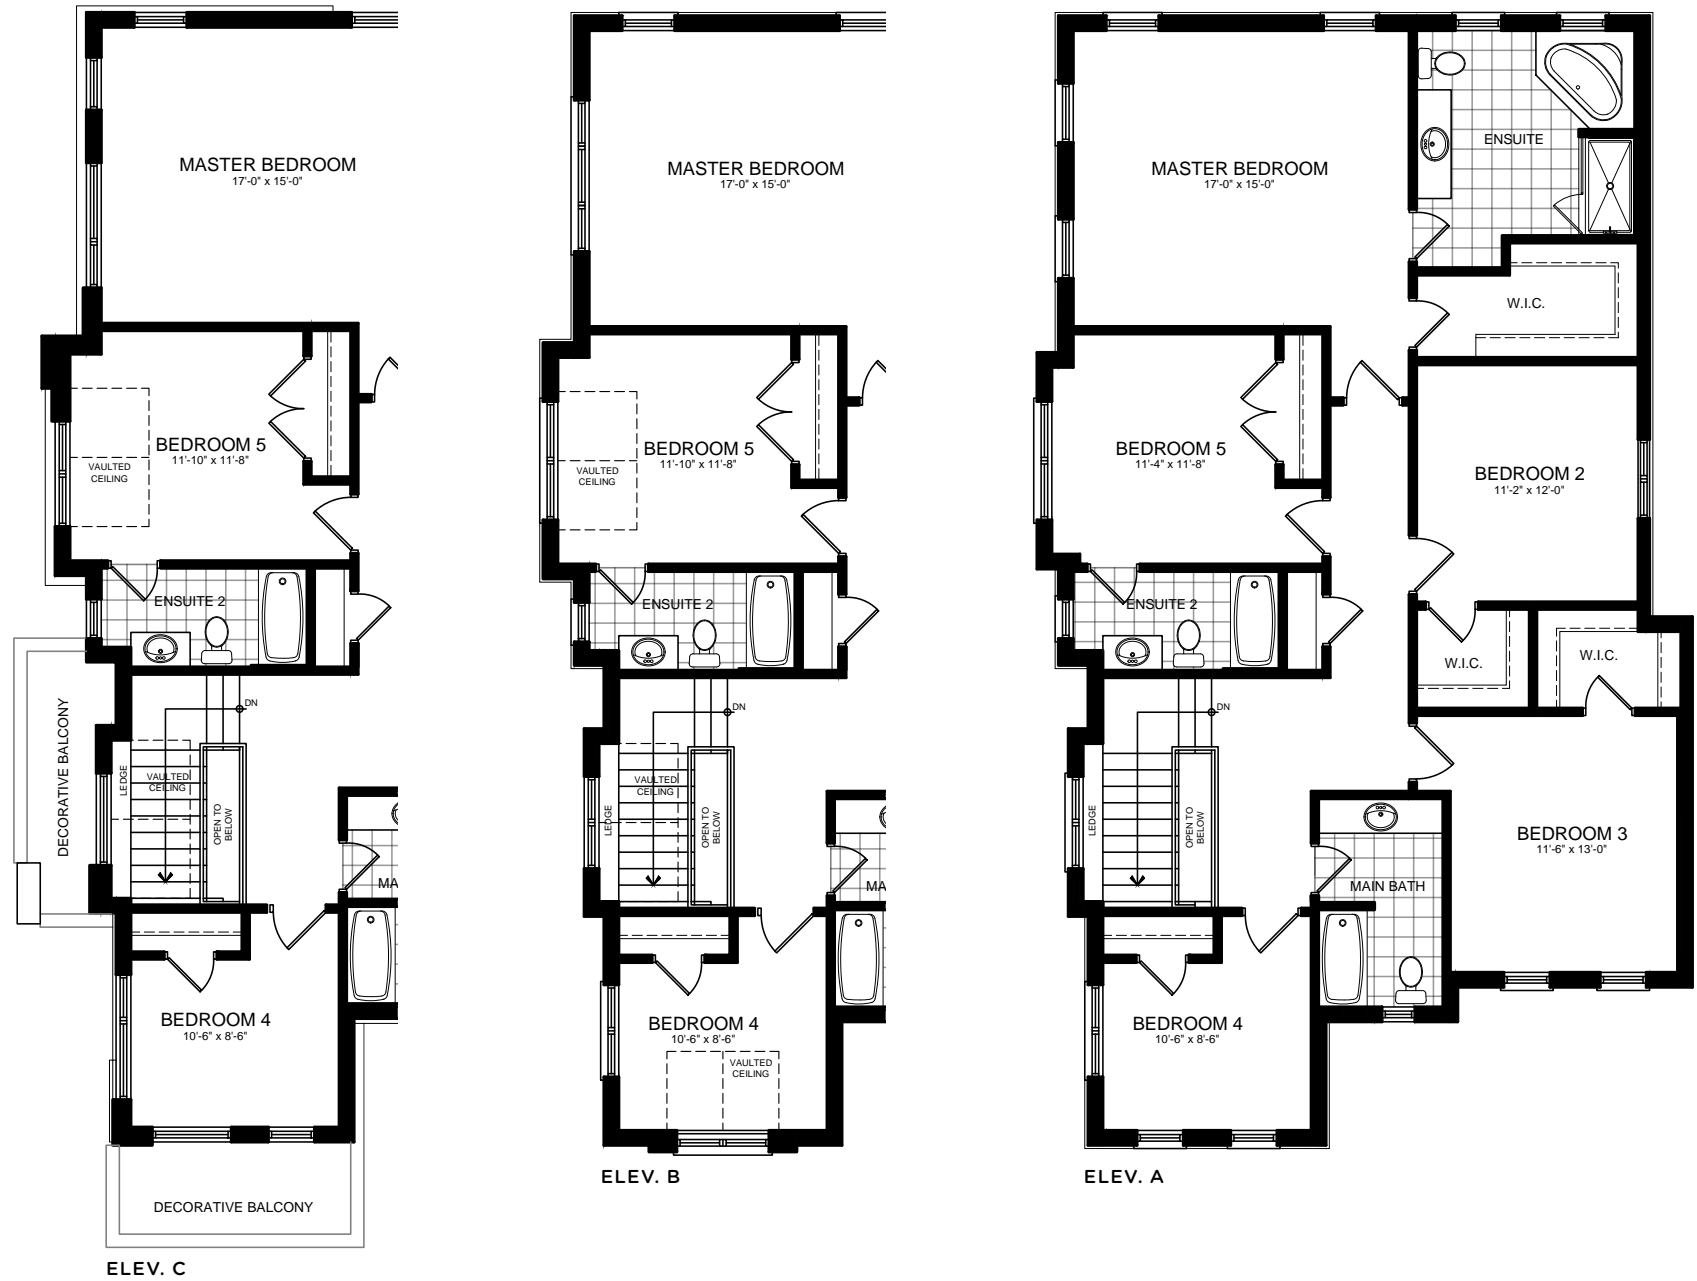 MASTER BEDROOM
17'-0" x 15'-0"
BEDROOM 5
11'-10" x 11'-8"
VAULTED
CEILING
ENSUITE 2
DN
DECORATIVE BALCONY
LEDGE
VAULTED
CEILING
OPEN TO
BELOW
MA
BEDROOM 4
10'-6" x 8'-6"
DECORATIVE BALCONY
ELEV. C
MASTER BEDROOM
17'-0" x 15'-0"
BEDROOM 5
11'-10" x 11'-8"
VAULTED
CEILING
ENSUITE 2
DN
LEDGE
VAULTED
CEILING
OPEN TO
BELOW
MA
BEDROOM 4
10'-6" x 8'-6"
VAULTED
CEILING
ELEV. B
MASTER BEDROOM
17'-0" x 15'-0"
ENSUITE
W.I.C.
BEDROOM 5
11'-4" x 11'-8"
BEDROOM 2
11'-2" x 12'-0"
ENSUITE 2
W.I.C.
W.I.C.
DN
LEDGE
OPEN TO
BELOW
BEDROOM 3
11'-6" x 13'-0"
MAIN BATH
BEDROOM 4
10'-6" x 8'-6"
ELEV. A